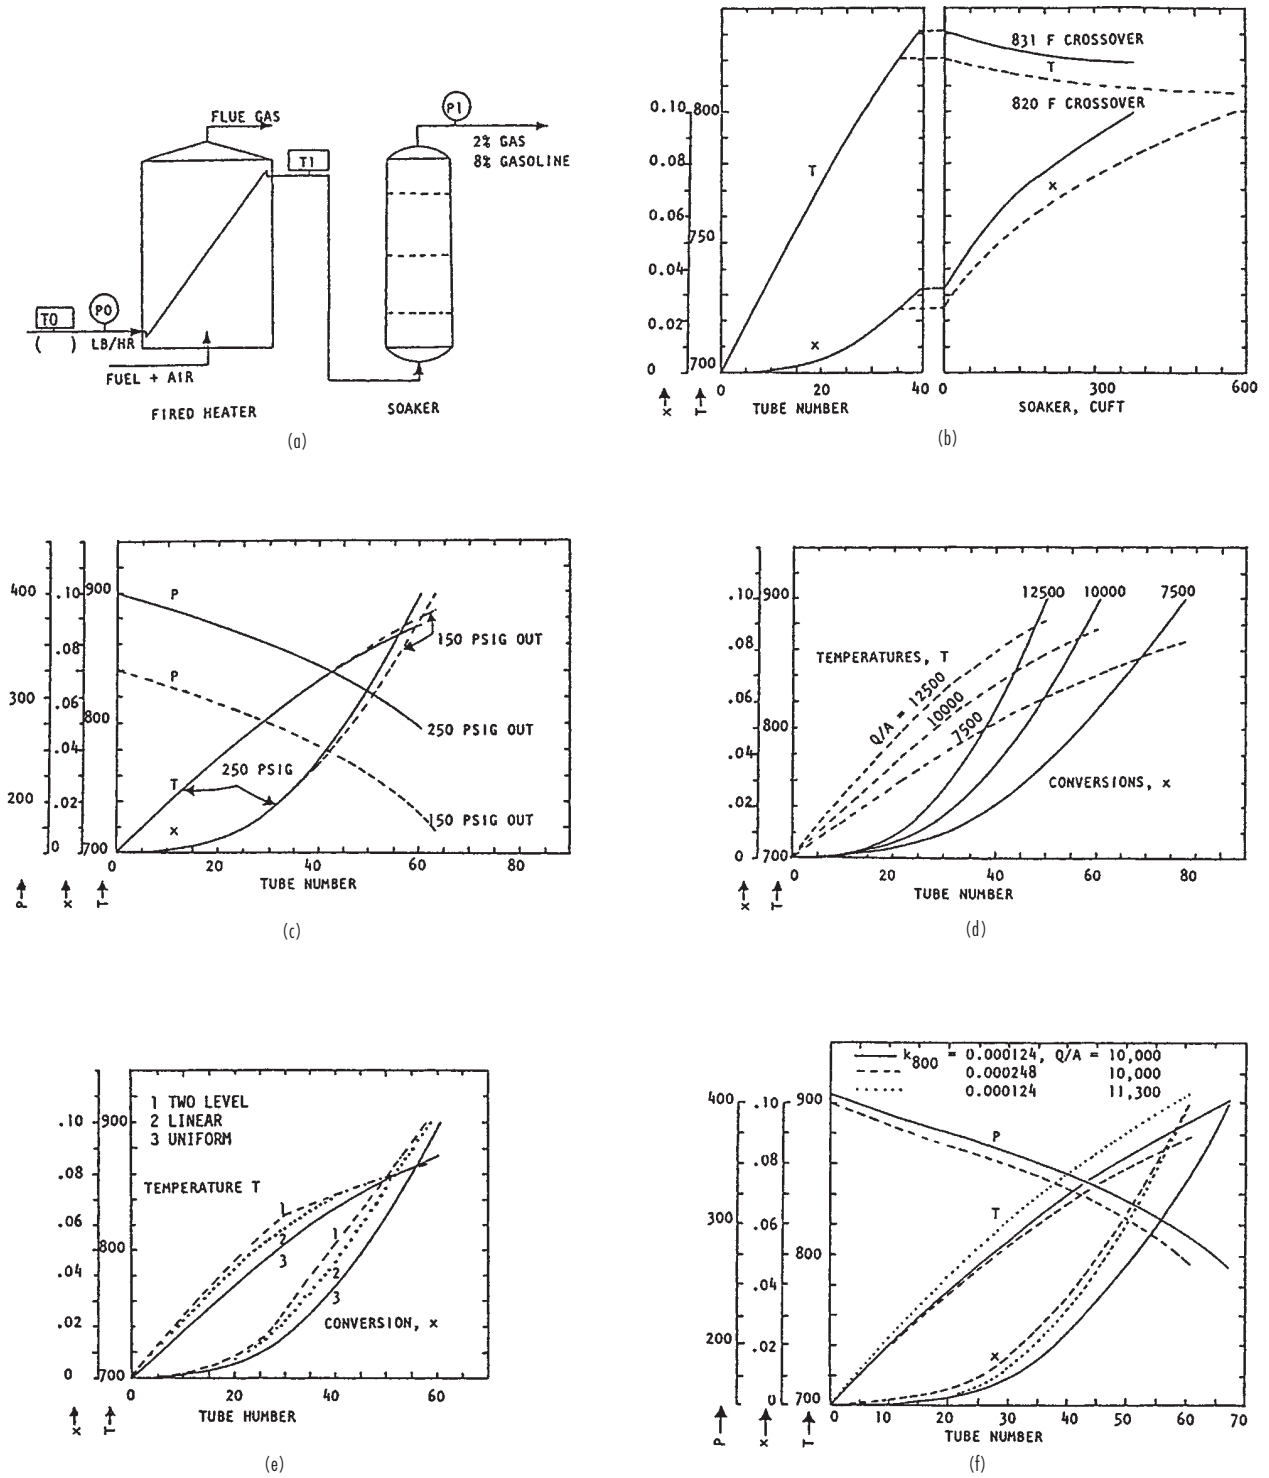 FLUE GAS
TI
PI
2% GAS
8% GASOLINE
TO
PO
( ) LB/HR
FUEL + AIR
FIRED HEATER
SOAKER
(a)
831 F CROSSOVER
T
820 F CROSSOVER
0.10
800
T
0.08
x
0.06
750
0.04
0.02
x
0
700
0 20 40 0 300 600
x T TUBE NUMBER SOAKER, CUFT
(b)
400 .10 900
P
.08
150 PSIG OUT
P
300 .06
800
250 PSIG OUT
.04
250 PSIG
T
200 .02
x
150 PSIG OUT
0 700
0 20 40 60 80
TUBE NUMBER
P x T
(c)
.10 900 12500 10000 7500
.08
TEMPERATURES, T
.06
Q/A = 12500
10000
7500
800
.04
CONVERSIONS, x
.02
0 700
0 20 40 60 80
TUBE NUMBER
x T
(d)
1 TWO LEVEL
2 LINEAR
3 UNIFORM
.10 900
.08
TEMPERATURE T
.06
1
2
3
800
1
2
3
.04
.02
CONVERSION, x
0 700
0 20 40 60
TUBE HUMBER
x T
(e)
k800 = 0.000124, Q/A = 10,000
0.000248 10,000
0.000124 11,300
400 .10 900
P
.08
T
300 .06
800
.04
200 .02
x
0 700
0 10 20 30 40 50 60 70
TUBE NUMBER
P x T
(f)